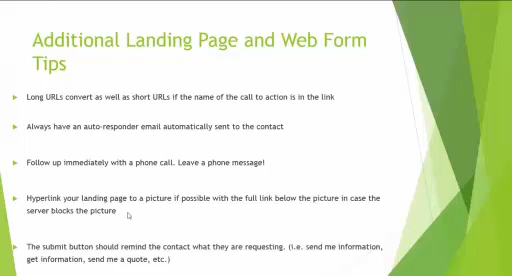 Additional Landing Page and Web Form
Tips
Long URLs convert as well as short URLs if the name of the call to action is in the link
Always have an auto-responder email automatically sent to the contact
Follow up immediately with a phone call. Leave a phone message!
Hyperlink your landing page to a picture if possible with the full link below the picture in case the
server blocks the picture
The submit button should remind the contact what they are requesting. (i.e. send me information,
get information, send me a quote, etc.)